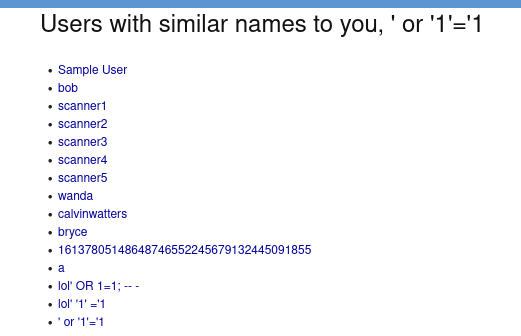 Users with similar names to you, ' or '1'='1
Sample User
bob
scanner1
scanner2
scanner3
scanner4
scanner5
wanda
calvinwatters
bryce
16137805148648746552245679132445091855
a
lol' OR 1=1; -- -
lol' '1' ='1
' or '1'='1